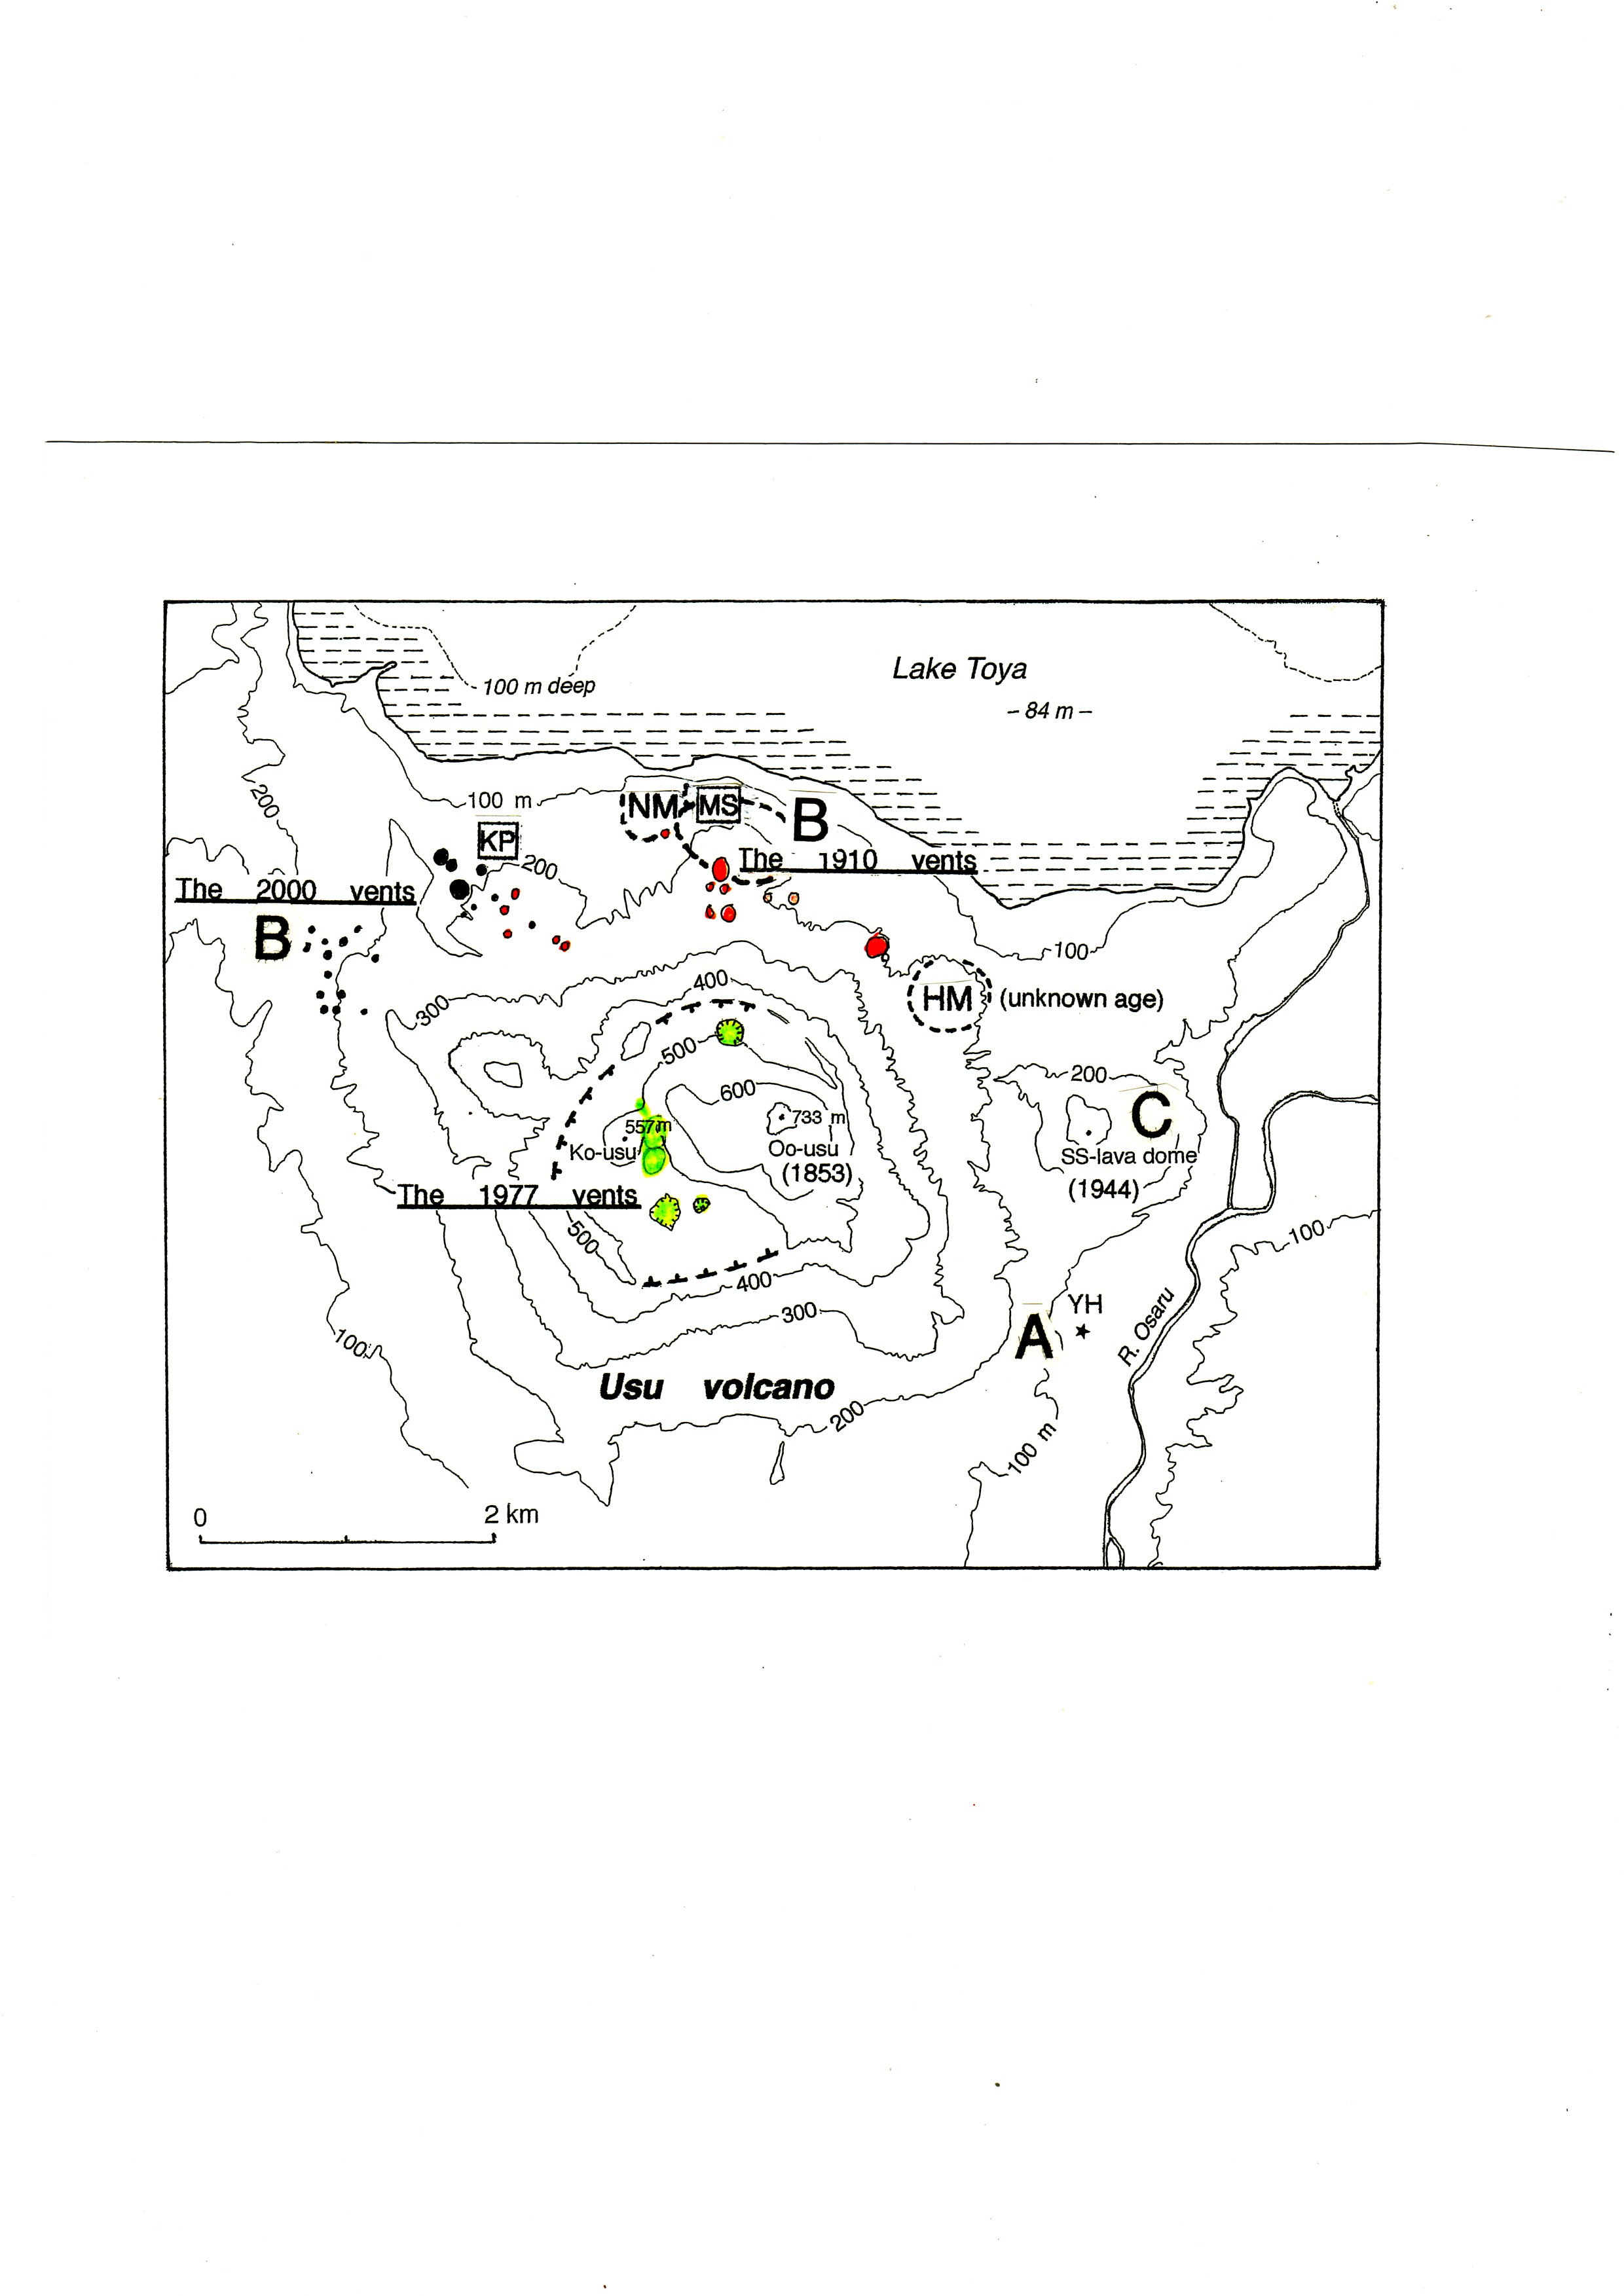 Lake Toya
100 m deep
– 84 m –
200
100 m
NM
MS
B
KP
200
The 1910 vents
The 2000 vents
B
100
400
HM
(unknown age)
300
500
200
600
733 m
C
557m
Ko-usu
Oo-usu
(1853)
SS-lava dome
(1944)
The 1977 vents
500
100
400
YH
300
A
R. Osaru
100
Usu volcano
200
100 m
0
2 km